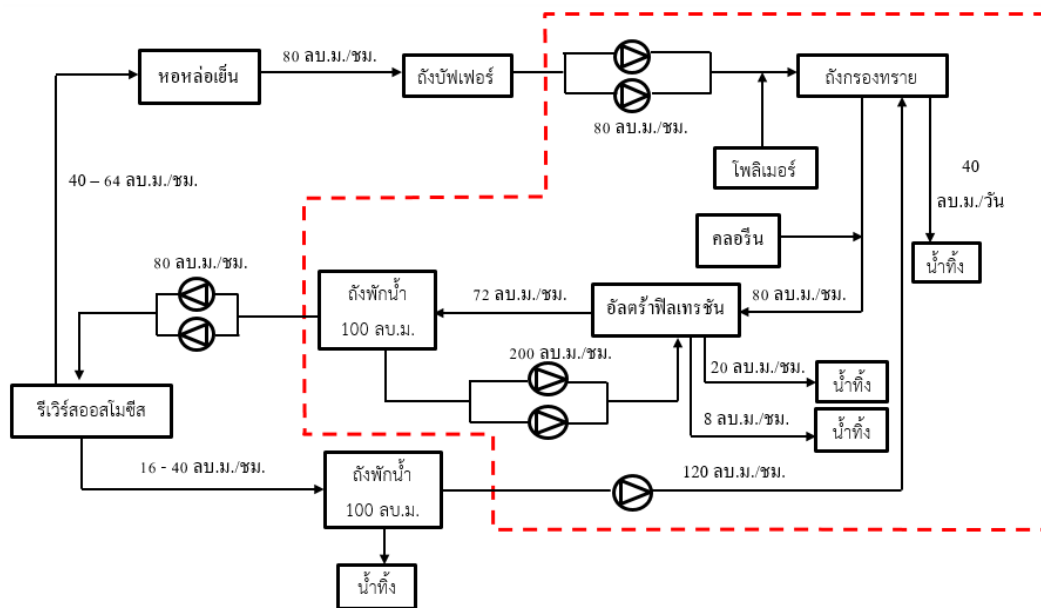 80 ลบ.ม./ชม.
หอหล่อเย็น
ถังบัฟเฟอร์
ถังกรองทราย
80 ลบ.ม./ชม.
โพลิเมอร์
40
ลบ.ม./วัน
40 – 64 ลบ.ม./ชม.
คลอรีน
น้ำทิ้ง
80 ลบ.ม./ชม.
ถังพักน้ำ
100 ลบ.ม.
72 ลบ.ม./ชม.
อัลตร้าฟิลเทรชัน
80 ลบ.ม./ชม.
200 ลบ.ม./ชม.
20 ลบ.ม./ชม.
น้ำทิ้ง
รีเวิร์สออสโมซีส
8 ลบ.ม./ชม.
น้ำทิ้ง
16 - 40 ลบ.ม./ชม.
ถังพักน้ำ
100 ลบ.ม.
120 ลบ.ม./ชม.
น้ำทิ้ง